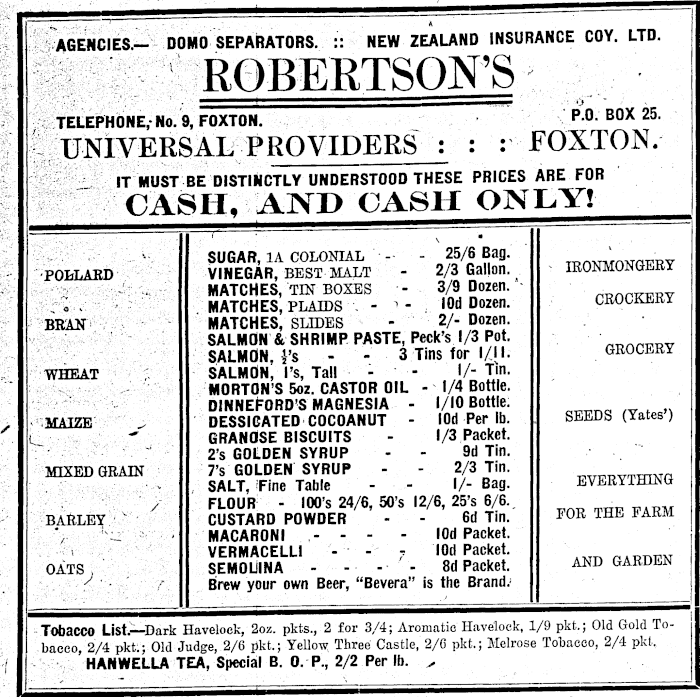 AGENCIES.— DOMO SEPARATORS. :: NEW ZEALAND INSURANCE COY. LTD.
ROBERTSON'S
TELEPHONE, No. 9, FOXTON. P.O. BOX 25.
UNIVERSAL PROVIDERS : : : FOXTON.
IT MUST BE DISTINCTLY UNDERSTOOD THESE PRICES ARE FOR
CASH, AND CASH ONLY!
POLLARD
BRAN
WHEAT
MAIZE
MIXED GRAIN
BARLEY
OATS
SUGAR, 1A COLONIAL - - 25/6 Bag.
VINEGAR, BEST MALT - 2/3 Gallon.
MATCHES, TIN BOXES - 3/9 Dozen.
MATCHES, PLAIDS - - 10d Dozen.
MATCHES, SLIDES - 2/- Dozen.
SALMON & SHRIMP PASTE, Peck's 1/3 Pot.
SALMON, ½'s - - 3 Tins for 1/11.
SALMON, 1's, Tall - - 1/- Tin.
MORTON'S 5oz. CASTOR OIL - 1/4 Bottle.
DINNEFORD'S MAGNESIA - 1/10 Bottle.
DESSICATED COCOANUT - 10d Per lb.
GRANOSE BISCUITS - 1/3 Packet.
2's GOLDEN SYRUP - - 9d Tin.
7's GOLDEN SYRUP - - 2/3 Tin.
SALT, Fine Table - - 1/- Bag.
FLOUR - 100's 24/6, 50's 12/6, 25's 6/6.
CUSTARD POWDER - - 6d Tin.
MACARONI - - - - 10d Packet.
VERMACELLI - - - 10d Packet.
SEMOLINA - - - - 8d Packet.
Brew your own Beer, "Bevera" is the Brand.
IRONMONGERY
CROCKERY
GROCERY
SEEDS (Yates')
EVERYTHING
FOR THE FARM
AND GARDEN
Tobacco List.—Dark Havelock, 2oz. pkts., 2 for 3/4; Aromatic Havelock, 1/9 pkt.; Old Gold To-
bacco, 2/4 pkt.; Old Judge, 2/6 pkt.; Yellow Three Castle, 2/6 pkt.; Melrose Tobacco, 2/4 pkt.
HANWELLA TEA, Special B. O. P., 2/2 Per lb.